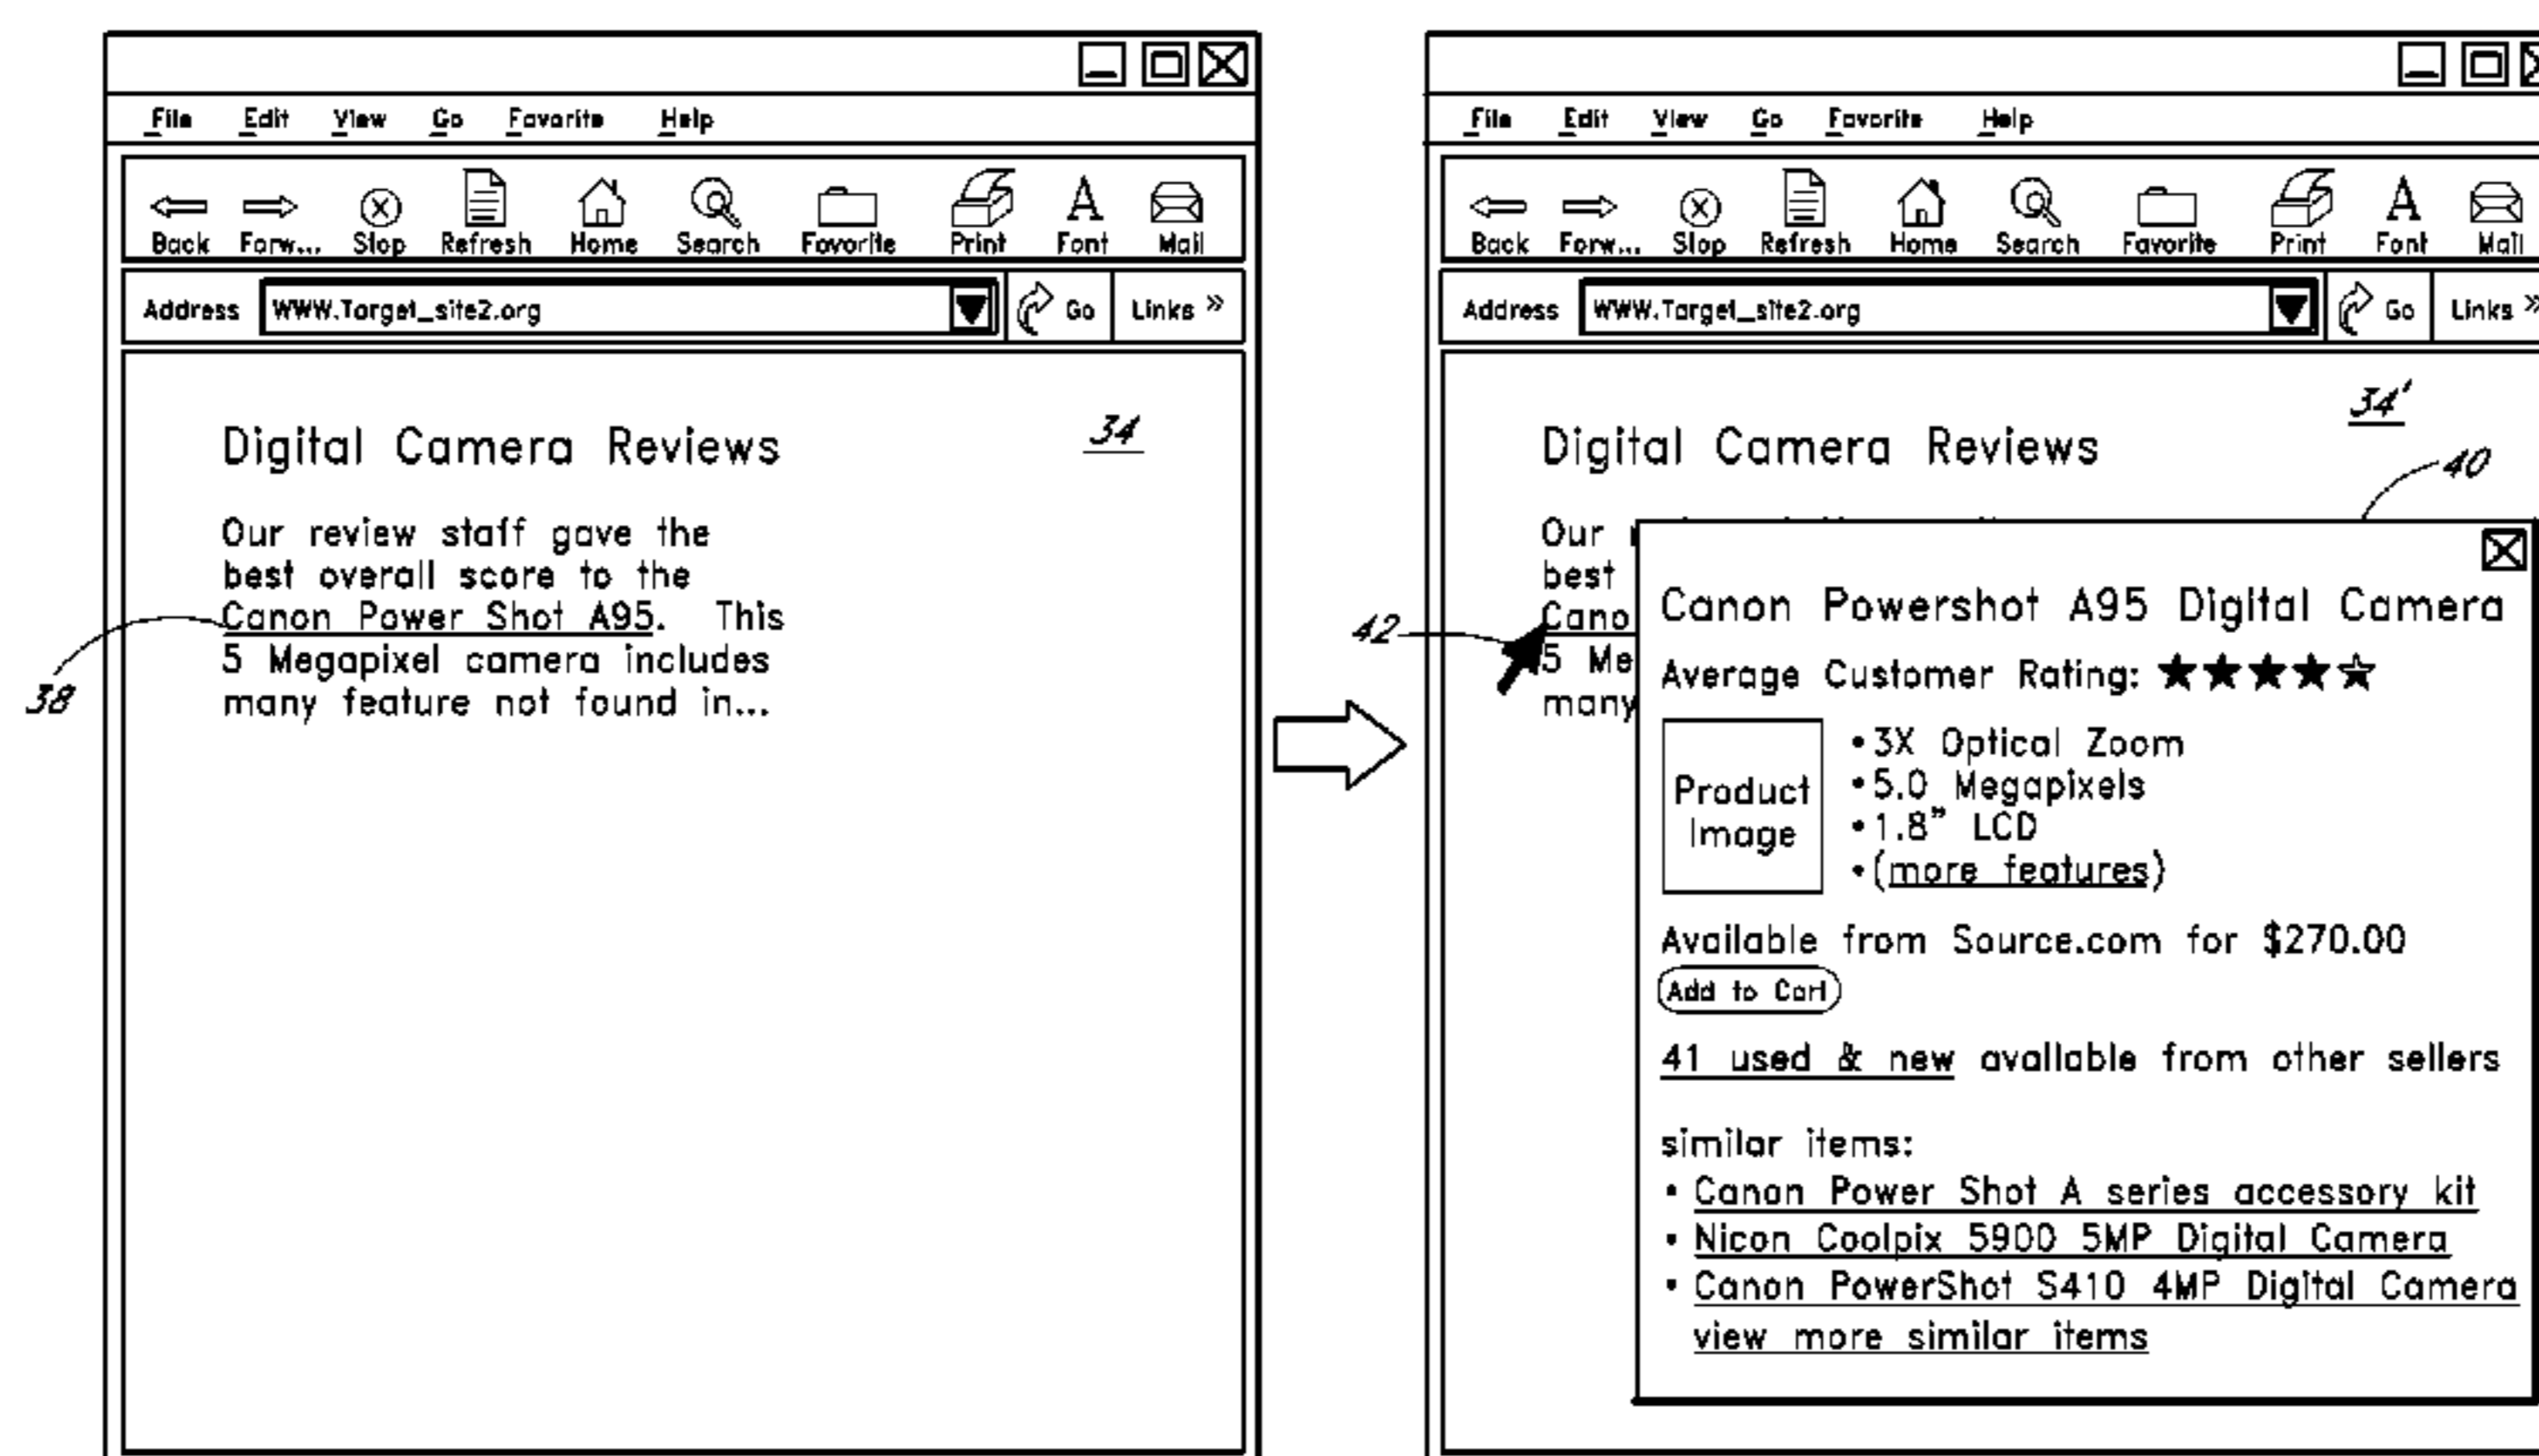 File Edit View Go Favorite Help
Back Forw... Stop Refresh Home Search Favorite Print Font Mail
Address WWW.Target_site2.org Go Links »
34
Digital Camera Reviews
Our review staff gave the
best overall score to the
Canon Power Shot A95. This
5 Megapixel camera includes
many feature not found in...
38
File Edit View Go Favorite Help
Back Forw... Stop Refresh Home Search Favorite Print Font Mail
Address WWW.Target_site2.org Go Links »
34'
Digital Camera Reviews
40
Our
best
Cano
5 Me
many
42
Canon Powershot A95 Digital Camera
Average Customer Rating:
Product
Image
•3X Optical Zoom
•5.0 Megapixels
•1.8” LCD
•(more features)
Available from Source.com for $270.00
Add to Cart
41 used & new available from other sellers
similar items:
• Canon Power Shot A series accessory kit
• Nicon Coolpix 5900 5MP Digital Camera
• Canon PowerShot S410 4MP Digital Camera
view more similar items